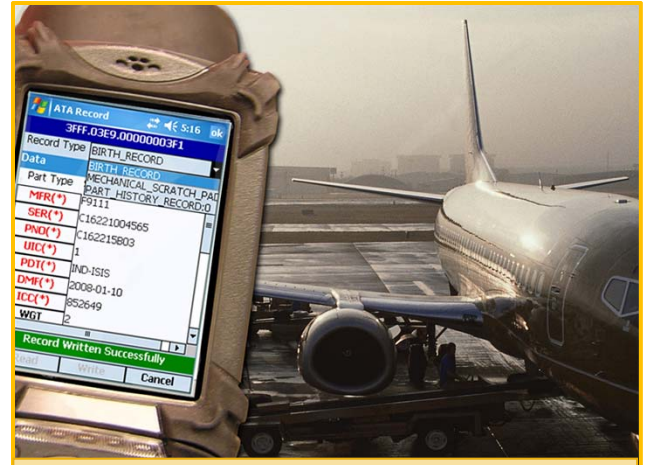 ATA Record 5:16 ok
3FFF.03E9.00000003F1
Record Type BIRTH_RECORD
Data BIRTH_RECORD
MECHANICAL_SCRATCH_PAD
Part Type PART_HISTORY_RECORD:0
MFR(*) F9111
SER(*) C16221004565
PNO(*) C162215B03
UIC(*) 1
PDT(*) IND-ISIS
DMF(*) 2008-01-10
ICC(*) 852649
WGT 2
Record Written Successfully
Read Write Cancel